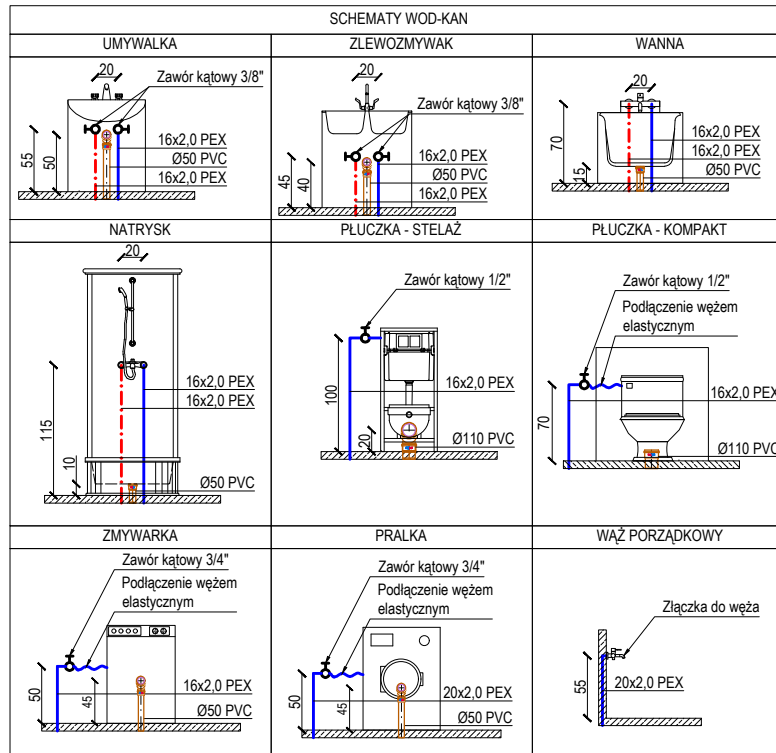 SCHEMATY WOD-KAN
UMYWALKA
20
Zawór kątowy 3/8"
55
50
16x2,0 PEX
Ø50 PVC
16x2,0 PEX
ZLEWOZMYWAK
20
Zawór kątowy 3/8"
45
40
16x2,0 PEX
Ø50 PVC
16x2,0 PEX
WANNA
20
70
15
16x2,0 PEX
16x2,0 PEX
Ø50 PVC
NATRYSK
20
115
10
16x2,0 PEX
16x2,0 PEX
Ø50 PVC
PŁUCZKA - STELAŻ
Zawór kątowy 1/2"
100
20
16x2,0 PEX
Ø110 PVC
PŁUCZKA - KOMPAKT
Zawór kątowy 1/2"
Podłączenie wężem
elastycznym
70
16x2,0 PEX
Ø110 PVC
ZMYWARKA
Zawór kątowy 3/4"
Podłączenie wężem
elastycznym
50
45
16x2,0 PEX
Ø50 PVC
PRALKA
Zawór kątowy 3/4"
Podłączenie wężem
elastycznym
50
45
20x2,0 PEX
Ø50 PVC
WĄŻ PORZĄDKOWY
Złączka do węża
55
20x2,0 PEX